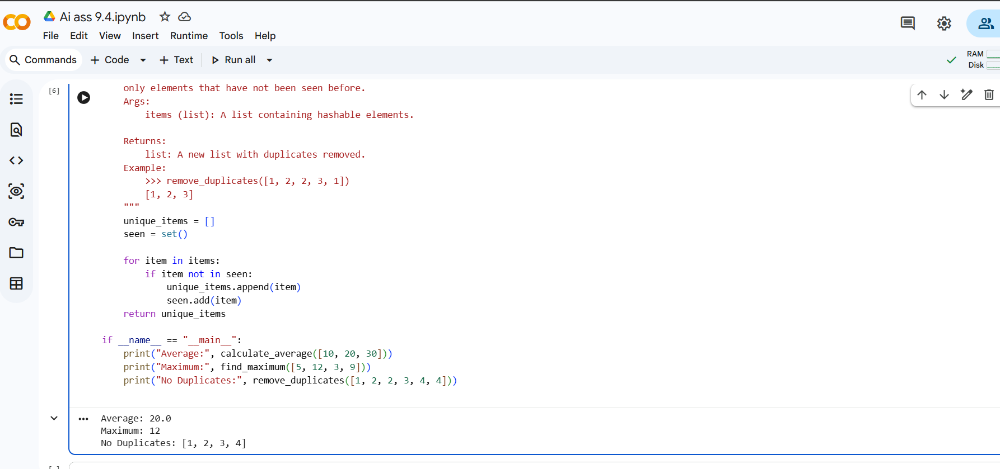 Ai ass 9.4.ipynb
File Edit View Insert Runtime Tools Help
Commands + Code + Text Run all
RAM
Disk
[6]
only elements that have not been seen before.
Args:
items (list): A list containing hashable elements.
Returns:
list: A new list with duplicates removed.
Example:
>>> remove_duplicates([1, 2, 2, 3, 1])
[1, 2, 3]
"""
unique_items = []
seen = set()
for item in items:
if item not in seen:
unique_items.append(item)
seen.add(item)
return unique_items
if __name__ == "__main__":
print("Average:", calculate_average([10, 20, 30]))
print("Maximum:", find_maximum([5, 12, 3, 9]))
print("No Duplicates:", remove_duplicates([1, 2, 2, 3, 4, 4]))
Average: 20.0
Maximum: 12
No Duplicates: [1, 2, 3, 4]
[ ]